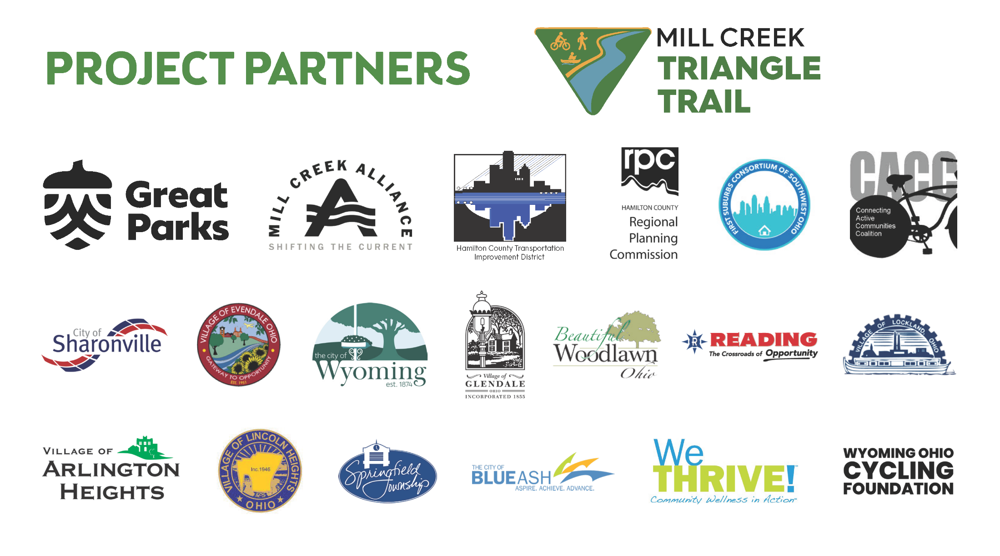 PROJECT PARTNERS
MILL CREEK
TRIANGLE
TRAIL
Great
Parks
MILL CREEK ALLIANCE
SHIFTING THE CURRENT
Hamilton County Transportation
Improvement District
rpc
HAMILTON COUNTY
Regional
Planning
Commission
FIRST SUBURBS CONSORTIUM OF SOUTHWEST OHIO
CACC
Connecting
Active
Communities
Coalition
City of
Sharonville
VILLAGE OF EVENDALE OHIO
GATEWAY TO OPPORTUNITY
EST. 1951
the city of
Wyoming
est. 1874
Village of
GLENDALE
OHIO
INCORPORATED 1855
Beautiful
Woodlawn
Ohio
R
READING
The Crossroads of Opportunity
VILLAGE OF LOCKLAND, OHIO
VILLAGE OF
ARLINGTON
HEIGHTS
VILLAGE OF LINCOLN HEIGHTS
Inc.1946
OHIO
Springfield
Township
THE CITY OF
BLUEASH
ASPIRE. ACHIEVE. ADVANCE.
We
THRIVE!
Community Wellness in Action℠
WYOMING OHIO
CYCLING
FOUNDATION